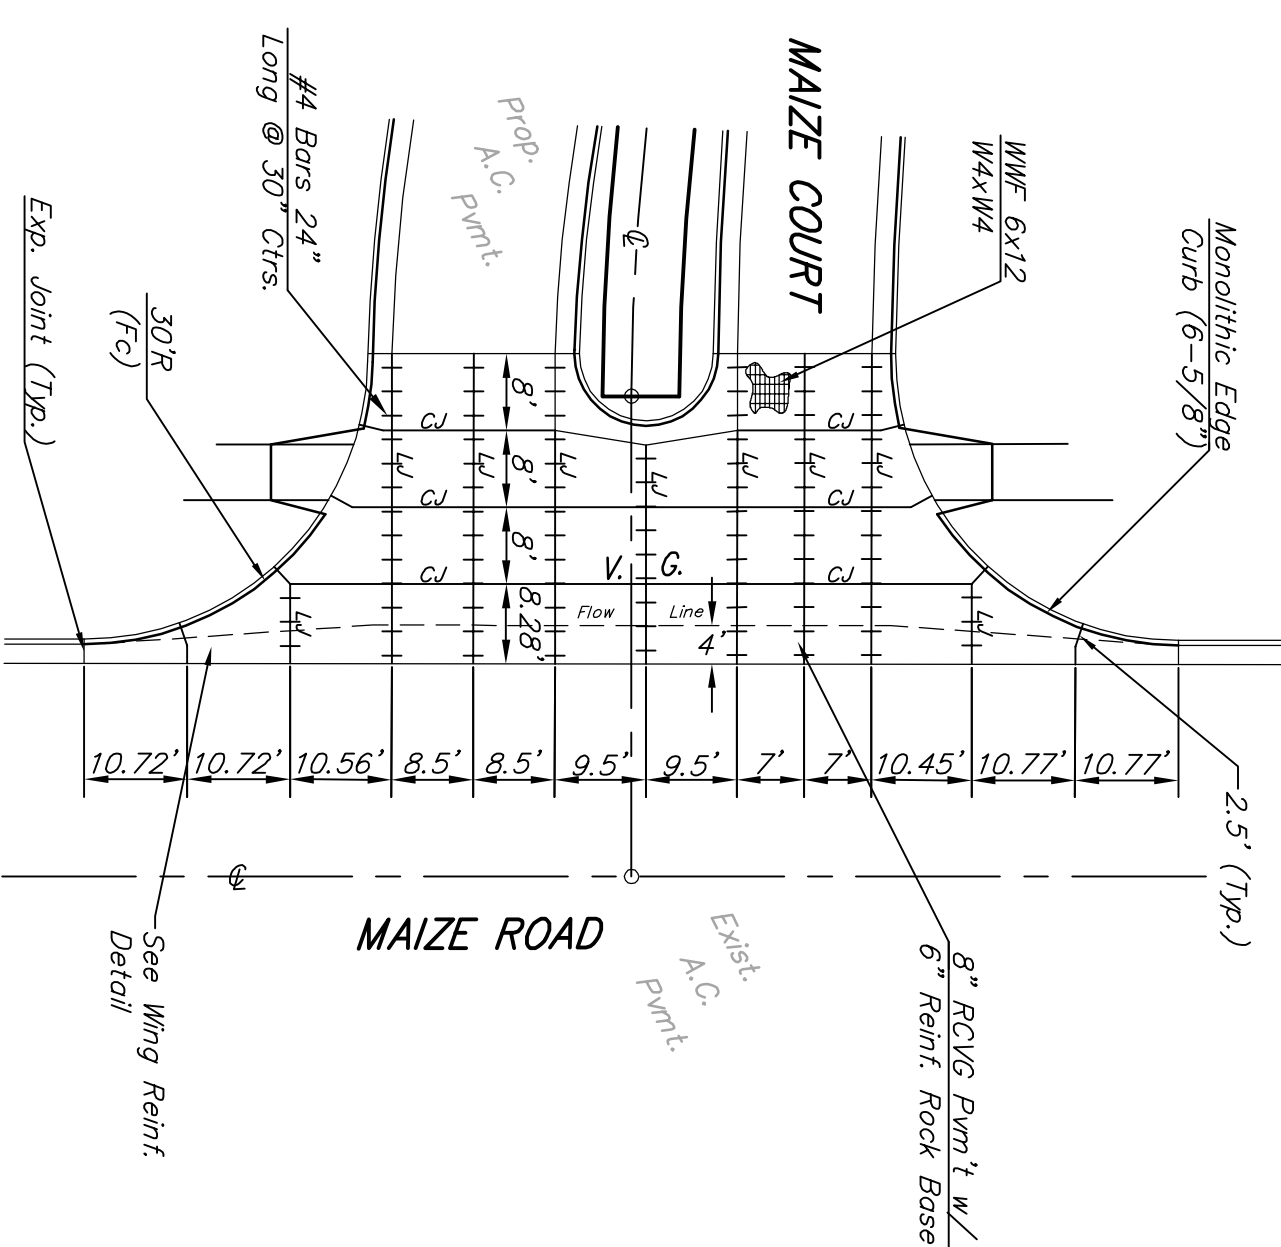 MAIZE COURT
WWF 6x12
W4xW4
Monolithic Edge
Curb (6-5/8")
#4 Bars 24"
Long @ 30" Ctrs.
Prop.
A.C.
Pvmt.
℄
Exp. Joint (Typ.)
30'R
(Fc)
8'
8'
8'
8.28'
CJ
CJ
CJ
CJ
CJ
CJ
LJ
LJ
LJ
LJ
LJ
LJ
LJ
LJ
LJ
V. G.
Flow Line
4'
10.72'
10.72'
10.56'
8.5'
8.5'
9.5'
9.5'
7'
7'
10.45'
10.77'
10.77'
2.5' (Typ.)
℄
MAIZE ROAD
See Wing Reinf.
Detail
Exist.
A.C.
Pvmt.
8" RCVG Pvm't w/
6" Reinf. Rock Base